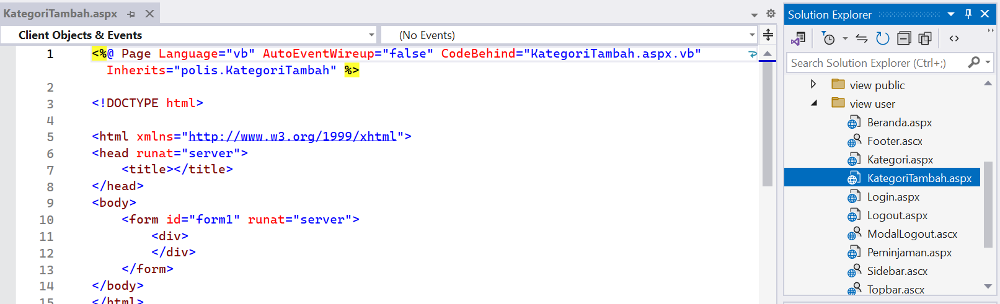 KategoriTambah.aspx
Client Objects & Events
(No Events)
1 <%@ Page Language="vb" AutoEventWireup="false" CodeBehind="KategoriTambah.aspx.vb"
Inherits="polis.KategoriTambah" %>
2
3 <!DOCTYPE html>
4
5 <html xmlns="http://www.w3.org/1999/xhtml">
6 <head runat="server">
7 <title></title>
8 </head>
9 <body>
10 <form id="form1" runat="server">
11 <div>
12 </div>
13 </form>
14 </body>
15 </html>
Solution Explorer
Search Solution Explorer (Ctrl+;)
view public
view user
Beranda.aspx
Footer.ascx
Kategori.aspx
KategoriTambah.aspx
Login.aspx
Logout.aspx
ModalLogout.ascx
Peminjaman.aspx
Sidebar.ascx
Topbar.ascx